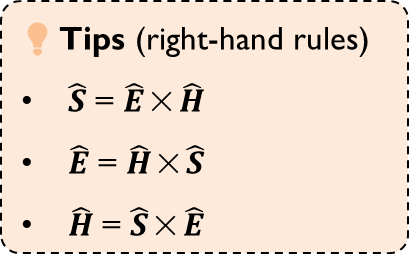 Tips (right-hand rules)
• Ŝ = Ê × Ĥ
• Ê = Ĥ × Ŝ
• Ĥ = Ŝ × Ê